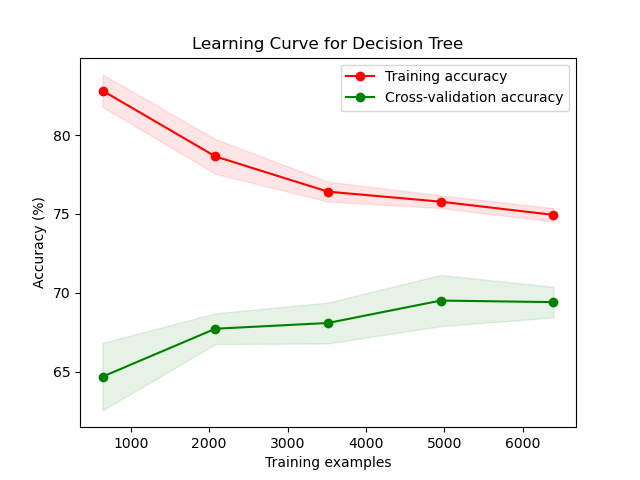 Learning Curve for Decision Tree
Training accuracy
Cross-validation accuracy
Accuracy (%)
80
75
70
65
1000 2000 3000 4000 5000 6000
Training examples